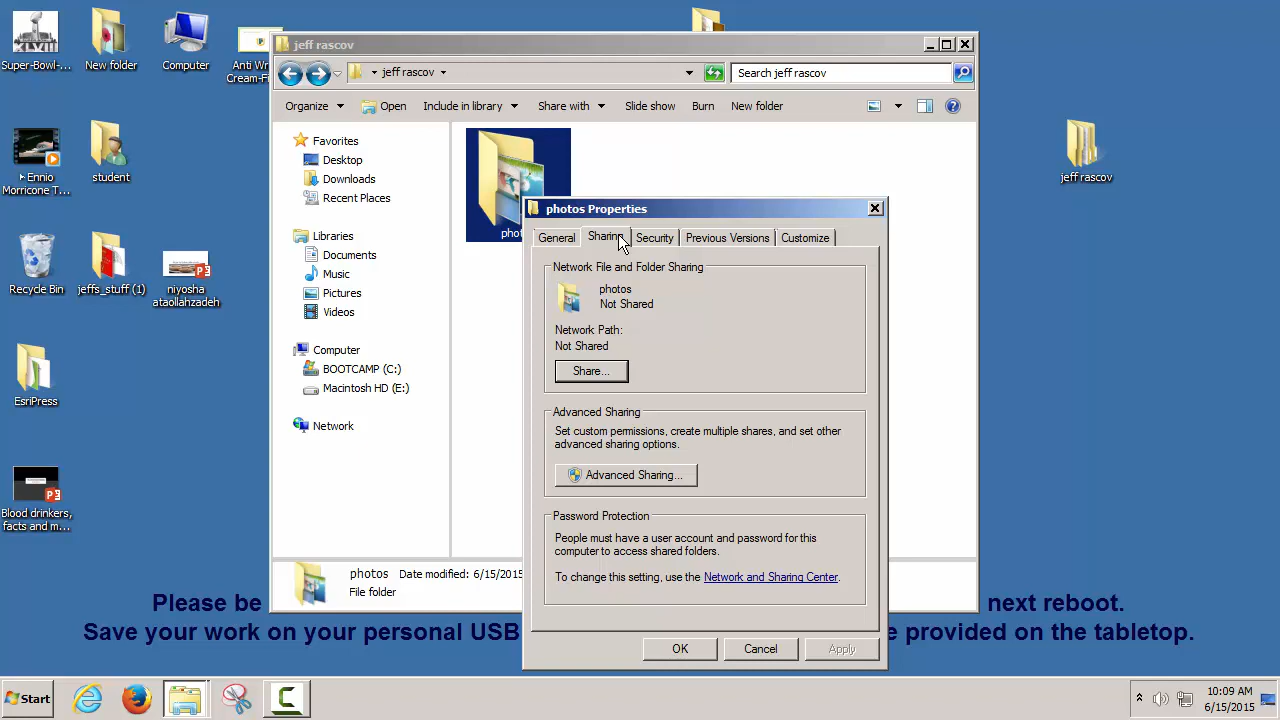 Super-Bowl-...
New folder
Computer
Anti Wr
Cream-Fi
Ennio
Morricone T...
student
Recycle Bin
jeffs_stuff (1)
niyosha
ataollahzadeh
EsriPress
Blood drinkers,
facts and m...
jeff rascov
jeff rascov
jeff rascov
Search jeff rascov
Organize
Open
Include in library
Share with
Slide show
Burn
New folder
Favorites
Desktop
Downloads
Recent Places
Libraries
Documents
Music
Pictures
Videos
Computer
BOOTCAMP (C:)
Macintosh HD (E:)
Network
phot
photos Properties
General
Sharing
Security
Previous Versions
Customize
Network File and Folder Sharing
photos
Not Shared
Network Path:
Not Shared
Share...
Advanced Sharing
Set custom permissions, create multiple shares, and set other
advanced sharing options.
Advanced Sharing...
Password Protection
People must have a user account and password for this
computer to access shared folders.
To change this setting, use the Network and Sharing Center.
OK
Cancel
Apply
photos
Date modified: 6/15/2015
File folder
Please be next reboot.
Save your work on your personal USB e provided on the tabletop.
Start
10:09 AM
6/15/2015